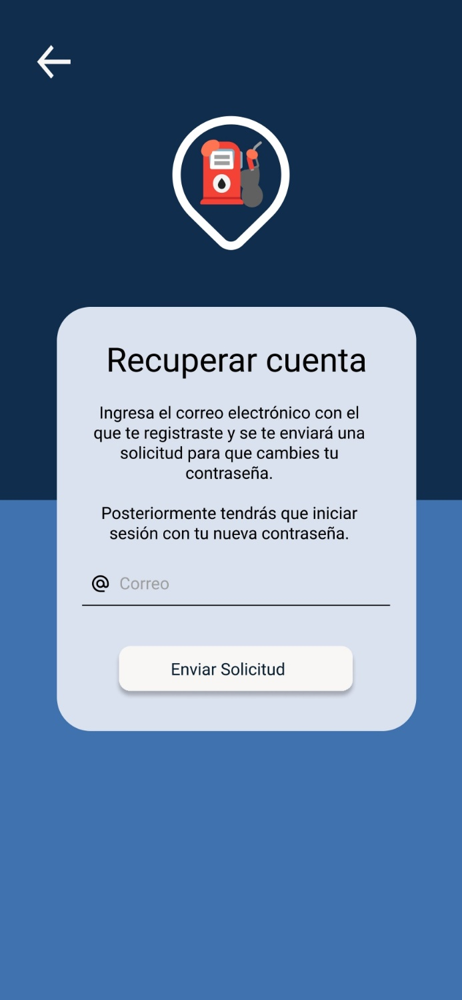 Recuperar cuenta
Ingresa el correo electrónico con el
que te registraste y se te enviará una
solicitud para que cambies tu
contraseña.
Posteriormente tendrás que iniciar
sesión con tu nueva contraseña.
@ Correo
Enviar Solicitud